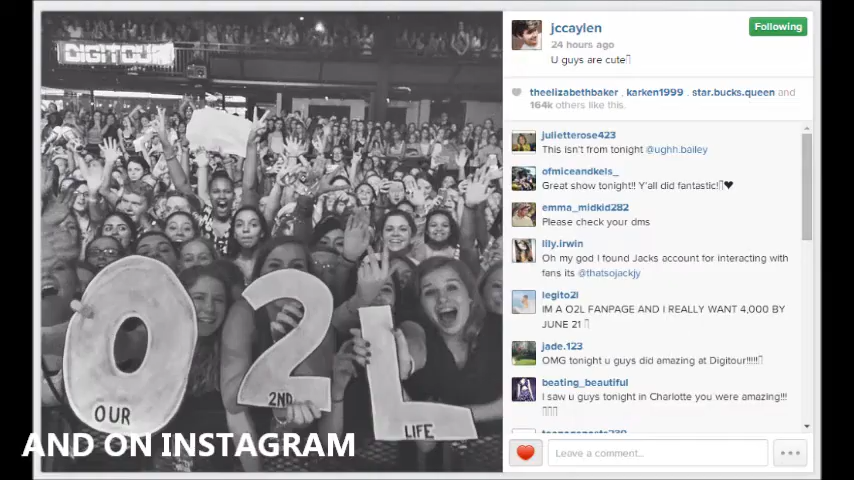 DIGITOUR
OUR
2ND
LIFE
AND ON INSTAGRAM
jccaylen
24 hours ago
Following
U guys are cute
theelizabethbaker , karken1999 , star.bucks.queen and
164k others like this.
julietterose423
This isn't from tonight @ughh.bailey
ofmiceandkels_
Great show tonight!! Y'all did fantastic!♥
emma_midkid282
Please check your dms
lily.irwin
Oh my god I found Jacks account for interacting with
fans its @thatsojackjy
legito2l
IM A O2L FANPAGE AND I REALLY WANT 4,000 BY
JUNE 21
jade.123
OMG tonight u guys did amazing at Digitour!!!!!
beating_beautiful
I saw u guys tonight in Charlotte you were amazing!!!
Leave a comment...
O2L